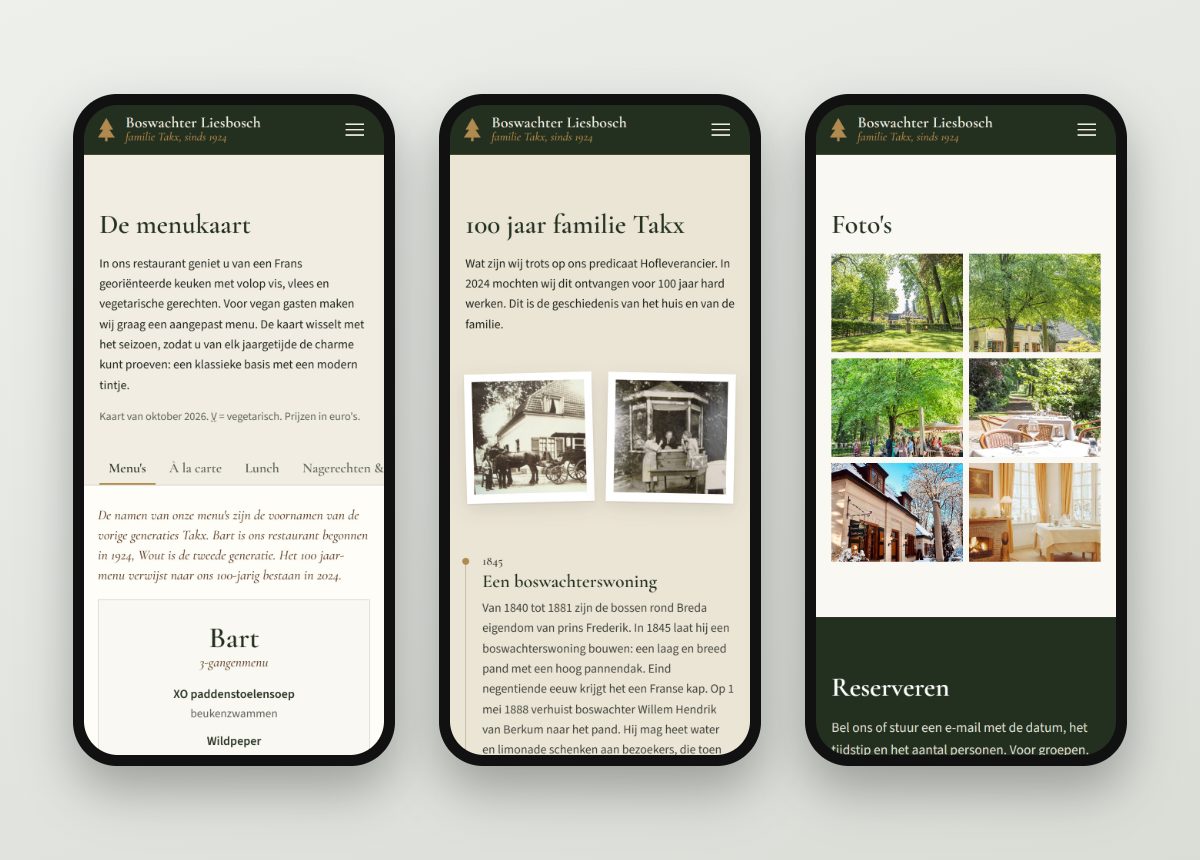 Boswachter Liesbosch
familie Takx, sinds 1924
De menukaart
In ons restaurant geniet u van een Frans
georiënteerde keuken met volop vis, vlees en
vegetarische gerechten. Voor vegan gasten maken
wij graag een aangepast menu. De kaart wisselt met
het seizoen, zodat u van elk jaargetijde de charme
kunt proeven: een klassieke basis met een modern
tintje.
Kaart van oktober 2026. V = vegetarisch. Prijzen in euro's.
Menu's À la carte Lunch Nagerechten &
De namen van onze menu's zijn de voornamen van de
vorige generaties Takx. Bart is ons restaurant begonnen
in 1924, Wout is de tweede generatie. Het 100 jaar-
menu verwijst naar ons 100-jarig bestaan in 2024.
Bart
3-gangenmenu
XO paddenstoelensoep
beukenzwammen
Wildpeper
Boswachter Liesbosch
familie Takx, sinds 1924
100 jaar familie Takx
Wat zijn wij trots op ons predicaat Hofleverancier. In
2024 mochten wij dit ontvangen voor 100 jaar hard
werken. Dit is de geschiedenis van het huis en van de
familie.
1845
Een boswachterswoning
Van 1840 tot 1881 zijn de bossen rond Breda
eigendom van prins Frederik. In 1845 laat hij een
boswachterswoning bouwen: een laag en breed
pand met een hoog pannendak. Eind
negentiende eeuw krijgt het een Franse kap. Op 1
mei 1888 verhuist boswachter Willem Hendrik
van Berkum naar het pand. Hij mag heet water
en limonade schenken aan bezoekers, die toen
Boswachter Liesbosch
familie Takx, sinds 1924
Foto's
Reserveren
Bel ons of stuur een e-mail met de datum, het
tijdstip en het aantal personen. Voor groepen,